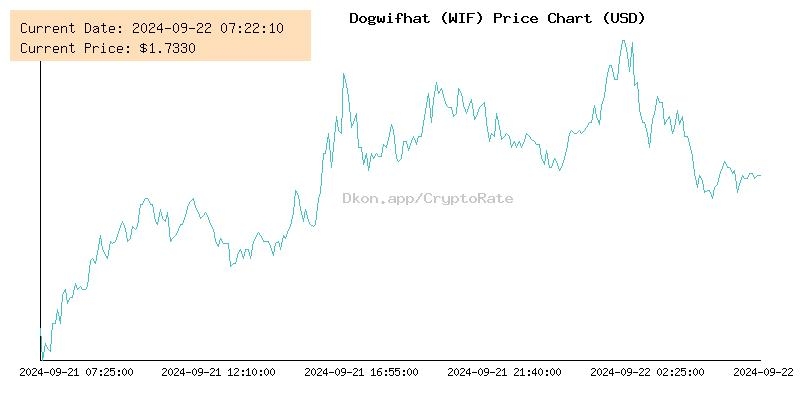 Dogwifhat (WIF) Price Chart (USD)
Current Date: 2024-09-22 07:22:10
Current Price: $1.7330
Dkon.app/CryptoRate
2024-09-21 07:25:00 2024-09-21 12:10:00 2024-09-21 16:55:00 2024-09-21 21:40:00 2024-09-22 02:25:00 2024-09-22